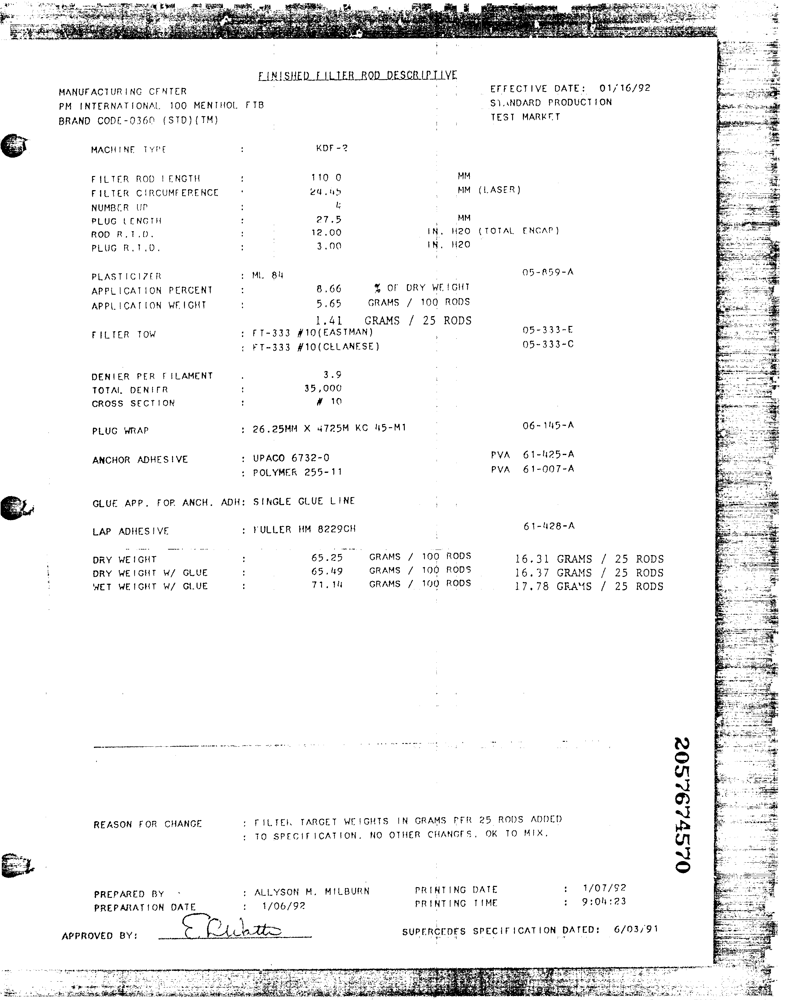 FINISHED FILTER ROD DESCRIPTIVE
MANUFACTURING CENTER EFFECTIVE DATE: 01/16/92
PM INTERNATIONAL 100 MENTHOL FTB STANDARD PRODUCTION
BRAND CODE-0360 (STD)(TM) TEST MARKET
MACHINE TYPE : KDF-2
FILTER ROD LENGTH : 110.0 MM
FILTER CIRCUMFERENCE : 24.45 MM (LASER)
NUMBER UP : 4
PLUG LENGTH : 27.5 MM
ROD R.T.D. : 12.00 IN. H2O (TOTAL ENCAP)
PLUG R.T.D. : 3.00 IN. H2O
PLASTICIZER : ML 84 05-859-A
APPLICATION PERCENT : 8.66 % OF DRY WEIGHT
APPLICATION WEIGHT : 5.65 GRAMS / 100 RODS
1.41 GRAMS / 25 RODS
FILTER TOW : FT-333 #10(EASTMAN) 05-333-E
: FT-333 #10(CELANESE) 05-333-C
DENIER PER FILAMENT : 3.9
TOTAL DENIER : 35,000
CROSS SECTION : # 10
PLUG WRAP : 26.25MM X 4725M KC 45-M1 06-145-A
ANCHOR ADHESIVE : UPACO 6732-0 PVA 61-425-A
: POLYMER 255-11 PVA 61-007-A
GLUE APP. FOR ANCH. ADH: SINGLE GLUE LINE
LAP ADHESIVE : FULLER HM 8229CH 61-428-A
DRY WEIGHT : 65.25 GRAMS / 100 RODS 16.31 GRAMS / 25 RODS
DRY WEIGHT W/ GLUE : 65.49 GRAMS / 100 RODS 16.37 GRAMS / 25 RODS
WET WEIGHT W/ GLUE : 71.14 GRAMS / 100 RODS 17.78 GRAMS / 25 RODS
2057674570
REASON FOR CHANGE : FILTER TARGET WEIGHTS IN GRAMS PER 25 RODS ADDED
: TO SPECIFICATION. NO OTHER CHANGES. OK TO MIX.
PREPARED BY : ALLYSON M. MILBURN PRINTING DATE : 1/07/92
PREPARATION DATE : 1/06/92 PRINTING TIME : 9:04:23
APPROVED BY: SUPERCEDES SPECIFICATION DATED: 6/03/91